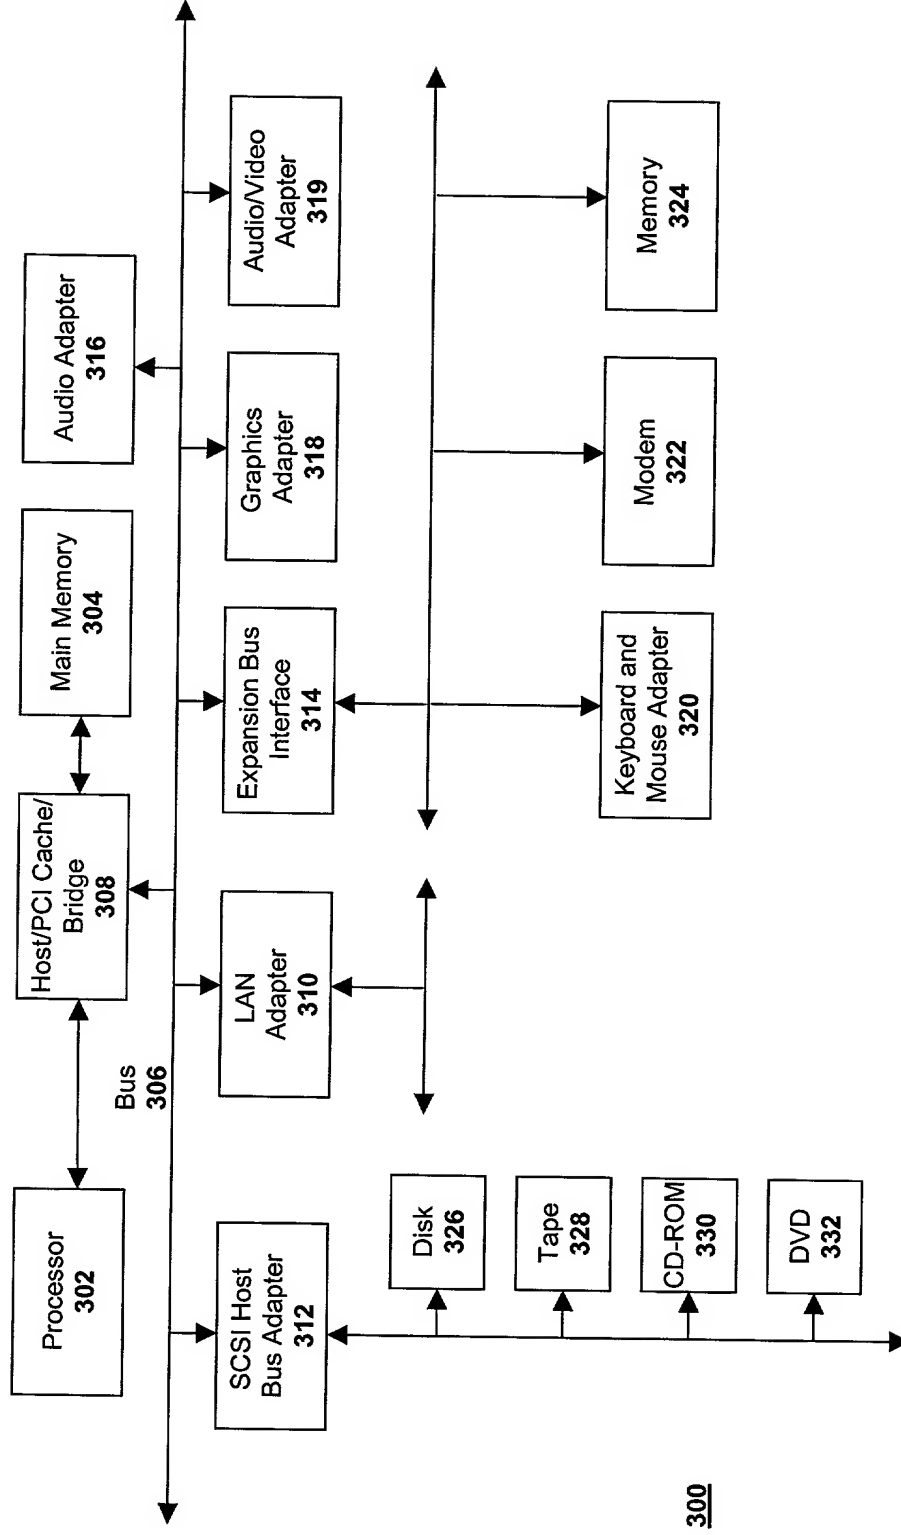 Processor
302
Host/PCI Cache/
Bridge
308
Main Memory
304
Audio Adapter
316
Bus
306
SCSI Host
Bus Adapter
312
LAN
Adapter
310
Expansion Bus
Interface
314
Graphics
Adapter
318
Audio/Video
Adapter
319
Disk
326
Tape
328
CD-ROM
330
DVD
332
Keyboard and
Mouse Adapter
320
Modem
322
Memory
324
300